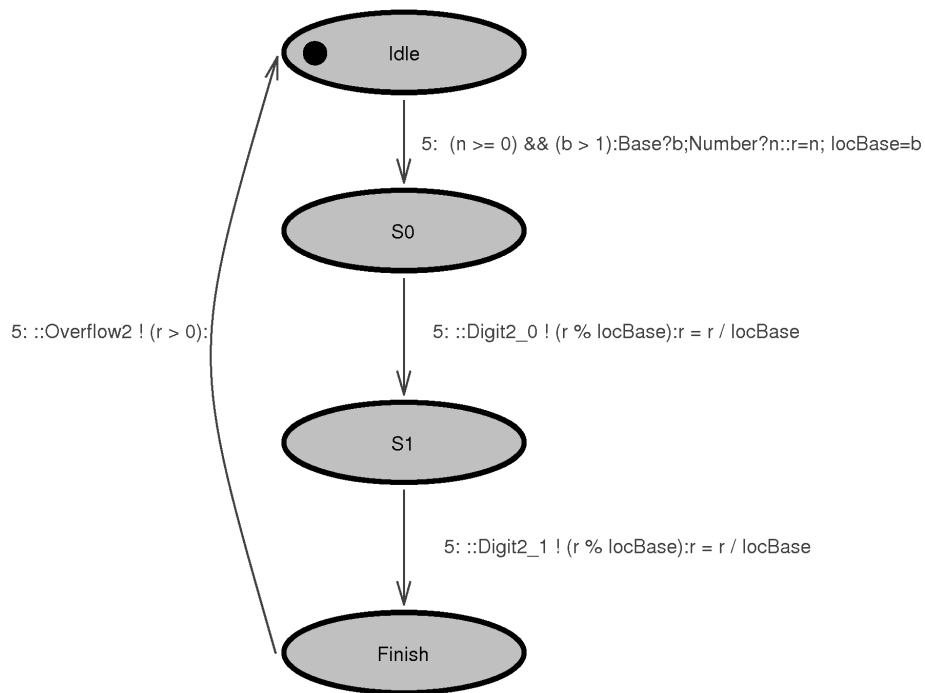 Idle
5:  (n >= 0) && (b > 1):Base?b;Number?n::r=n; locBase=b
S0
5: ::Overflow2 ! (r > 0):
5: ::Digit2_0 ! (r % locBase):r = r / locBase
S1
5: ::Digit2_1 ! (r % locBase):r = r / locBase
Finish